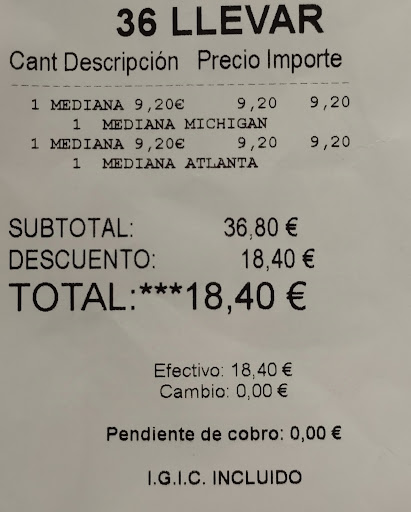 36 LLEVAR
Cant Descripción Precio Importe
1 MEDIANA 9,20€ 9,20 9,20
1 MEDIANA MICHIGAN
1 MEDIANA 9,20€ 9,20 9,20
1 MEDIANA ATLANTA
SUBTOTAL: 36,80 €
DESCUENTO: 18,40 €
TOTAL:***18,40 €
Efectivo: 18,40 €
Cambio: 0,00 €
Pendiente de cobro: 0,00 €
I.G.I.C. INCLUIDO